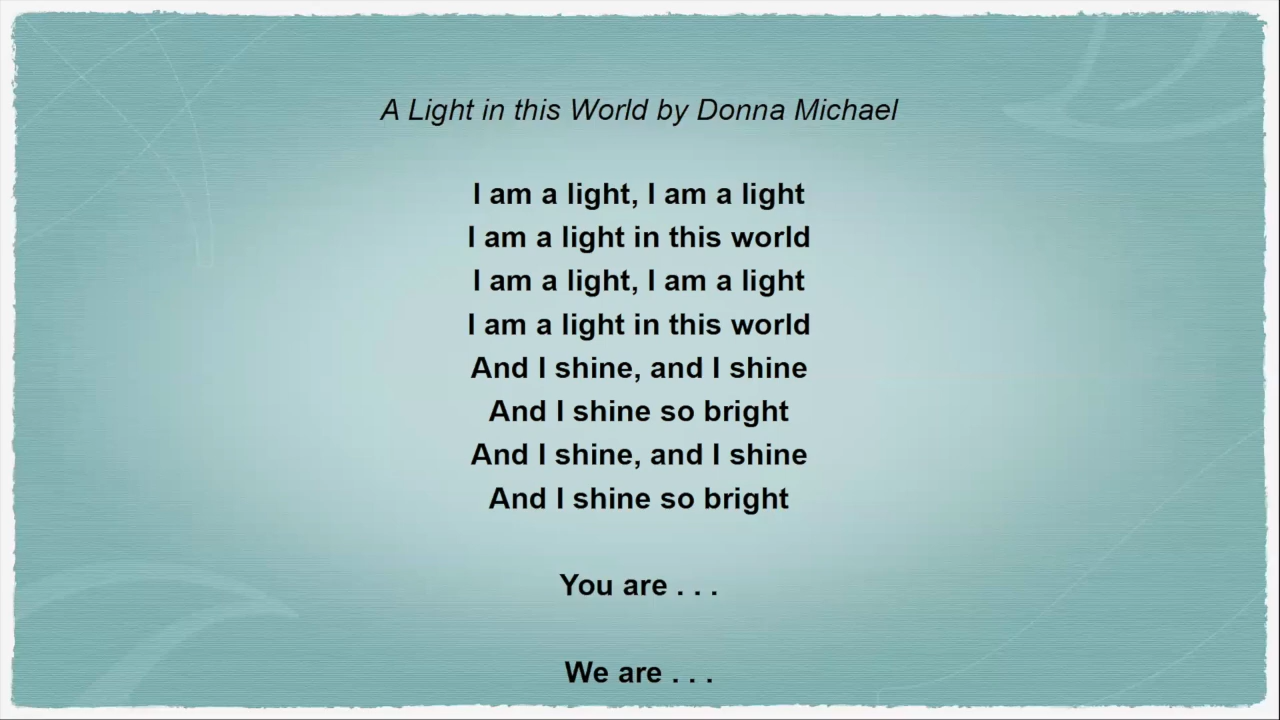 A Light in this World by Donna Michael
I am a light, I am a light
I am a light in this world
I am a light, I am a light
I am a light in this world
And I shine, and I shine
And I shine so bright
And I shine, and I shine
And I shine so bright
You are . . .
We are . . .